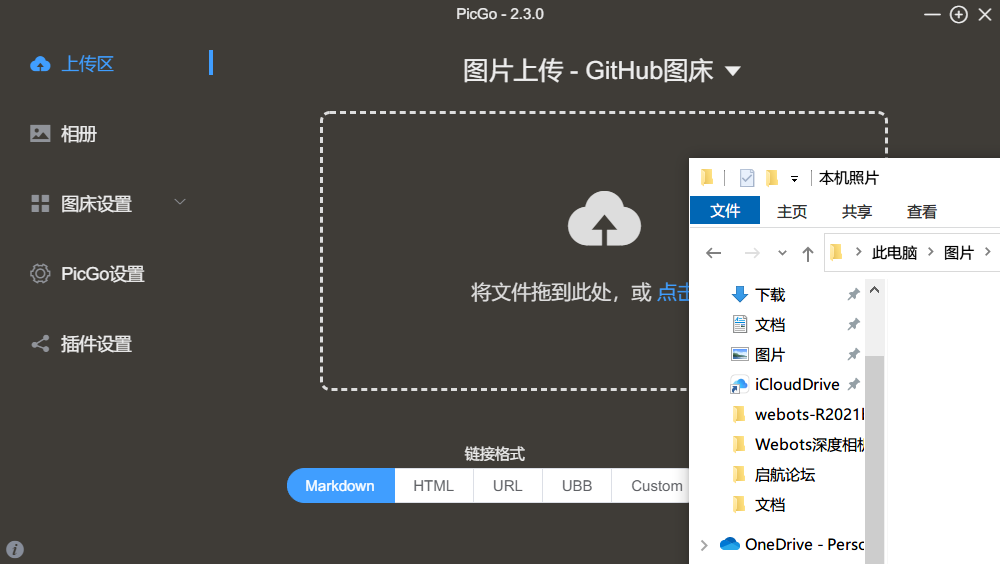 PicGo - 2.3.0
上传区
相册
图床设置
PicGo设置
插件设置
图片上传 - GitHub图床
将文件拖到此处，或 点击
链接格式
Markdown HTML URL UBB Custom
本机照片
文件 主页 共享 查看
此电脑 图片
下载
文档
图片
iCloudDrive
webots-R2021
Webots深度相机
启航论坛
文档
OneDrive - Perso